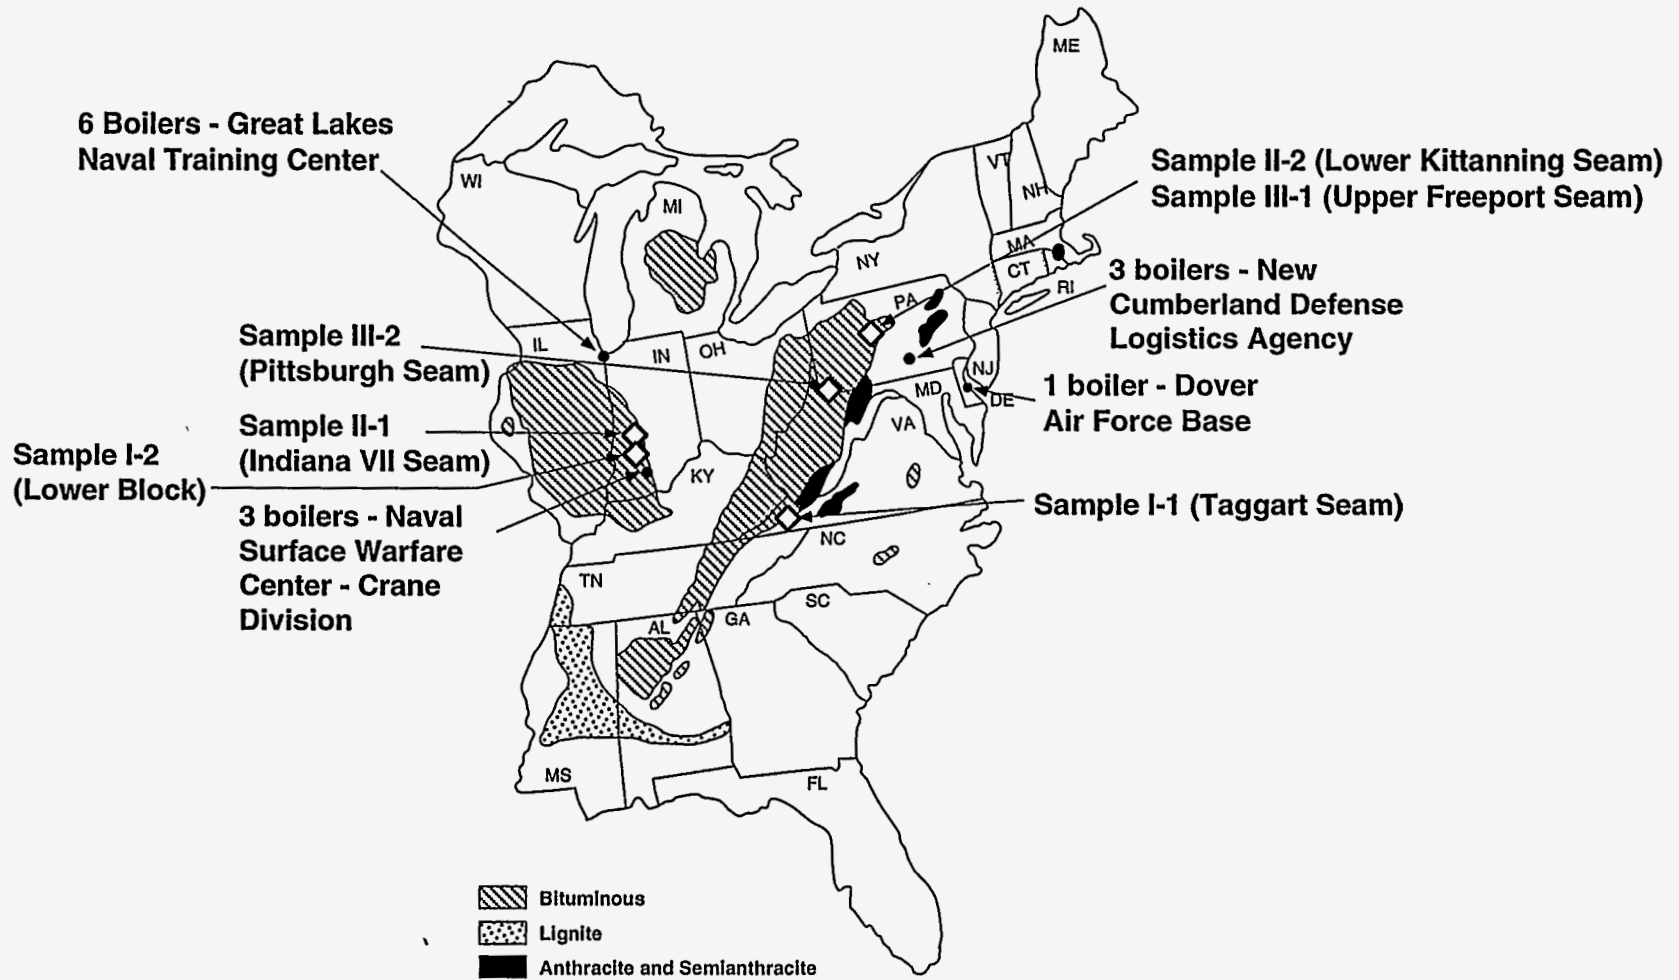 ME
6 Boilers - Great Lakes
Naval Training Center
VT
Sample II-2 (Lower Kittanning Seam)
WI
NH
Sample III-1 (Upper Freeport Seam)
MI
MA
NY
CT
3 boilers - New
RI
Cumberland Defense
PA
Logistics Agency
Sample III-2
IL
IN
OH
(Pittsburgh Seam)
NJ
MD
DE
1 boiler - Dover
Air Force Base
Sample II-1
VA
(Indiana VII Seam)
Sample I-2
(Lower Block)
KY
Sample I-1 (Taggart Seam)
3 boilers - Naval
Surface Warfare
Center - Crane
Division
NC
TN
SC
AL
GA
MS
FL
Bituminous
Lignite
Anthracite and Semianthracite